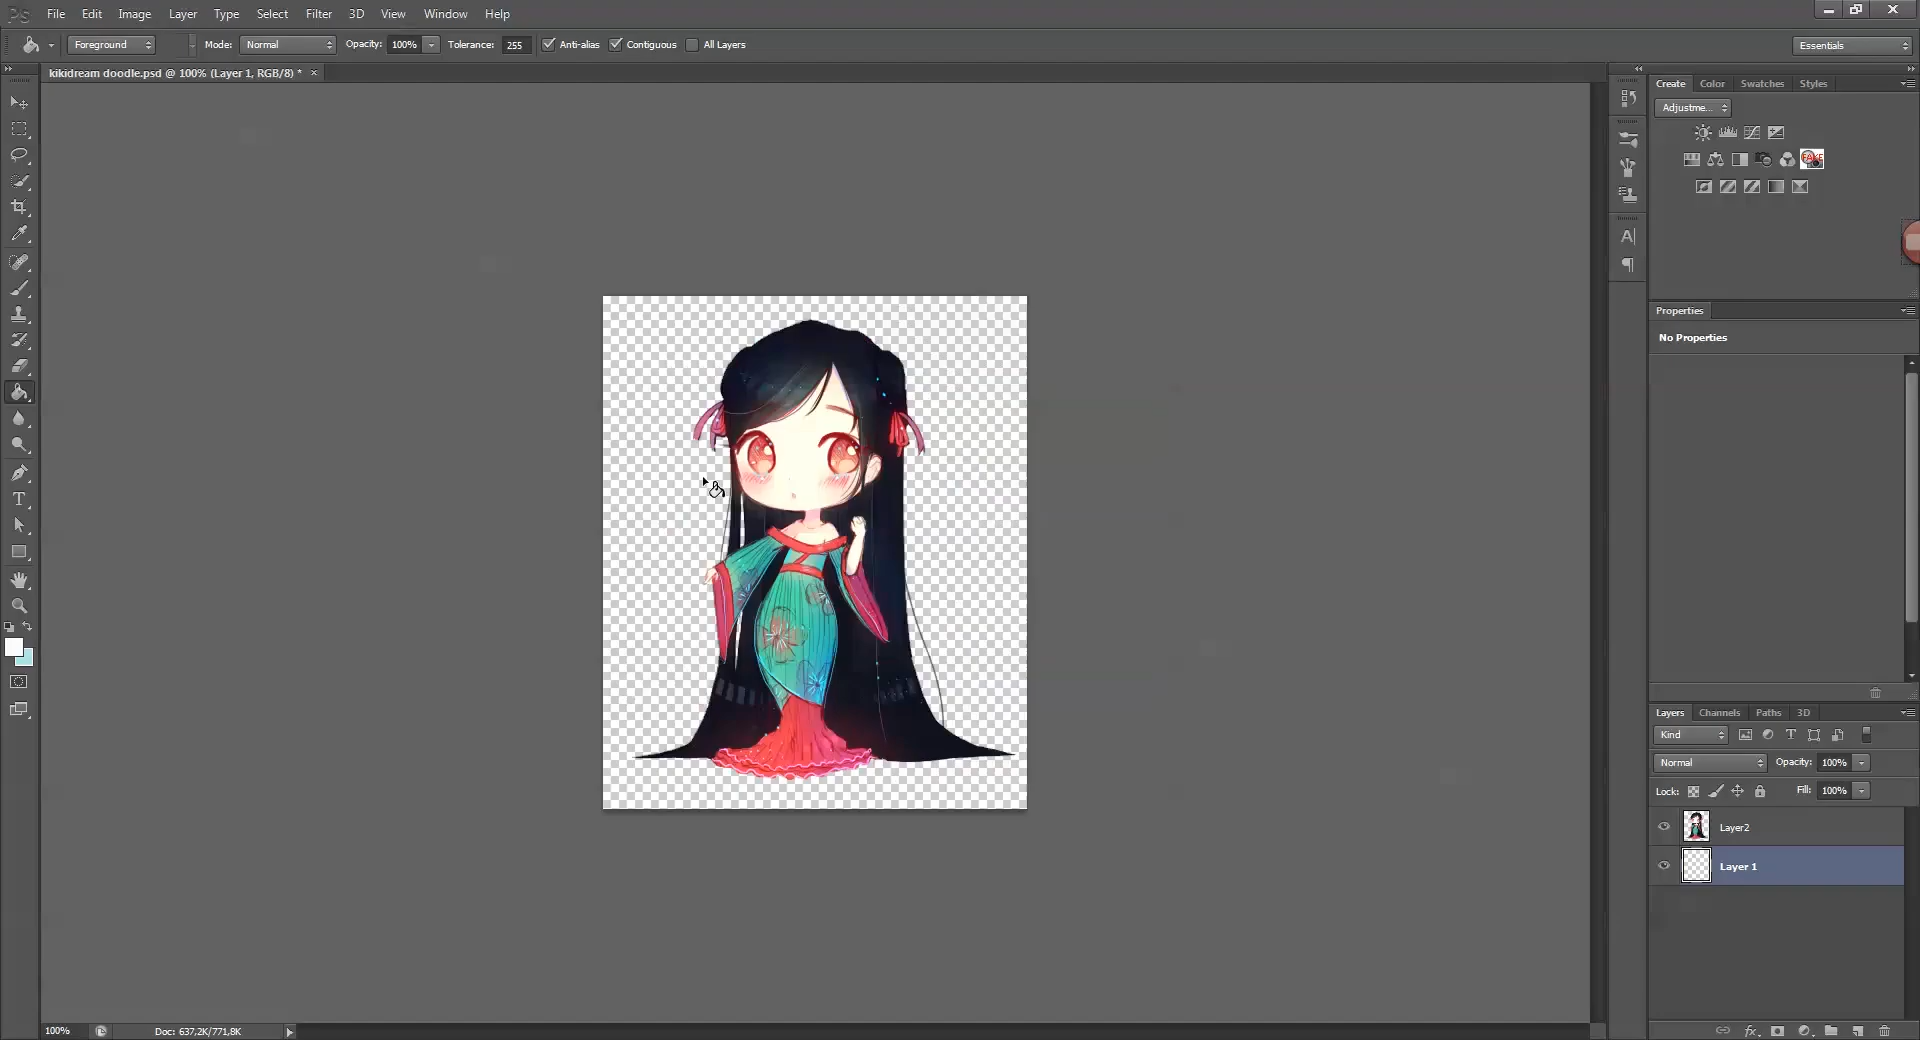 Ps File Edit Image Layer Type Select Filter 3D View Window Help
Foreground Mode: Normal Opacity: 100% Tolerance: 255 Anti-alias Contiguous All Layers Essentials
kikidream doodle.psd @ 100% (Layer 1, RGB/8) * ×
Create Color Swatches Styles
Adjustme...
FAKE
Properties
No Properties
Layers Channels Paths 3D
Kind
Normal Opacity: 100%
Lock: Fill: 100%
Layer2
Layer 1
100% Doc: 637,2K/771,8K